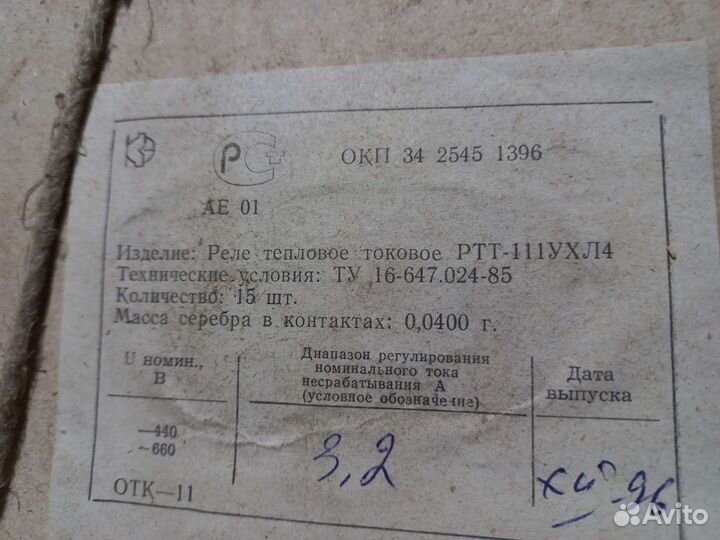 РС
ОКП 34 2545 1396
АЕ 01
Изделие: Реле тепловое токовое РТТ-111УХЛ4
Технические условия: ТУ 16-647.024-85
Количество: 15 шт.
Масса серебра в контактах: 0,0400 г.
U номин.,
В
Диапазон регулирования
номинального тока
несрабатывания А
(условное обозначение)
Дата
выпуска
—440
~660
3,2
ОТК—11
-96
Avito